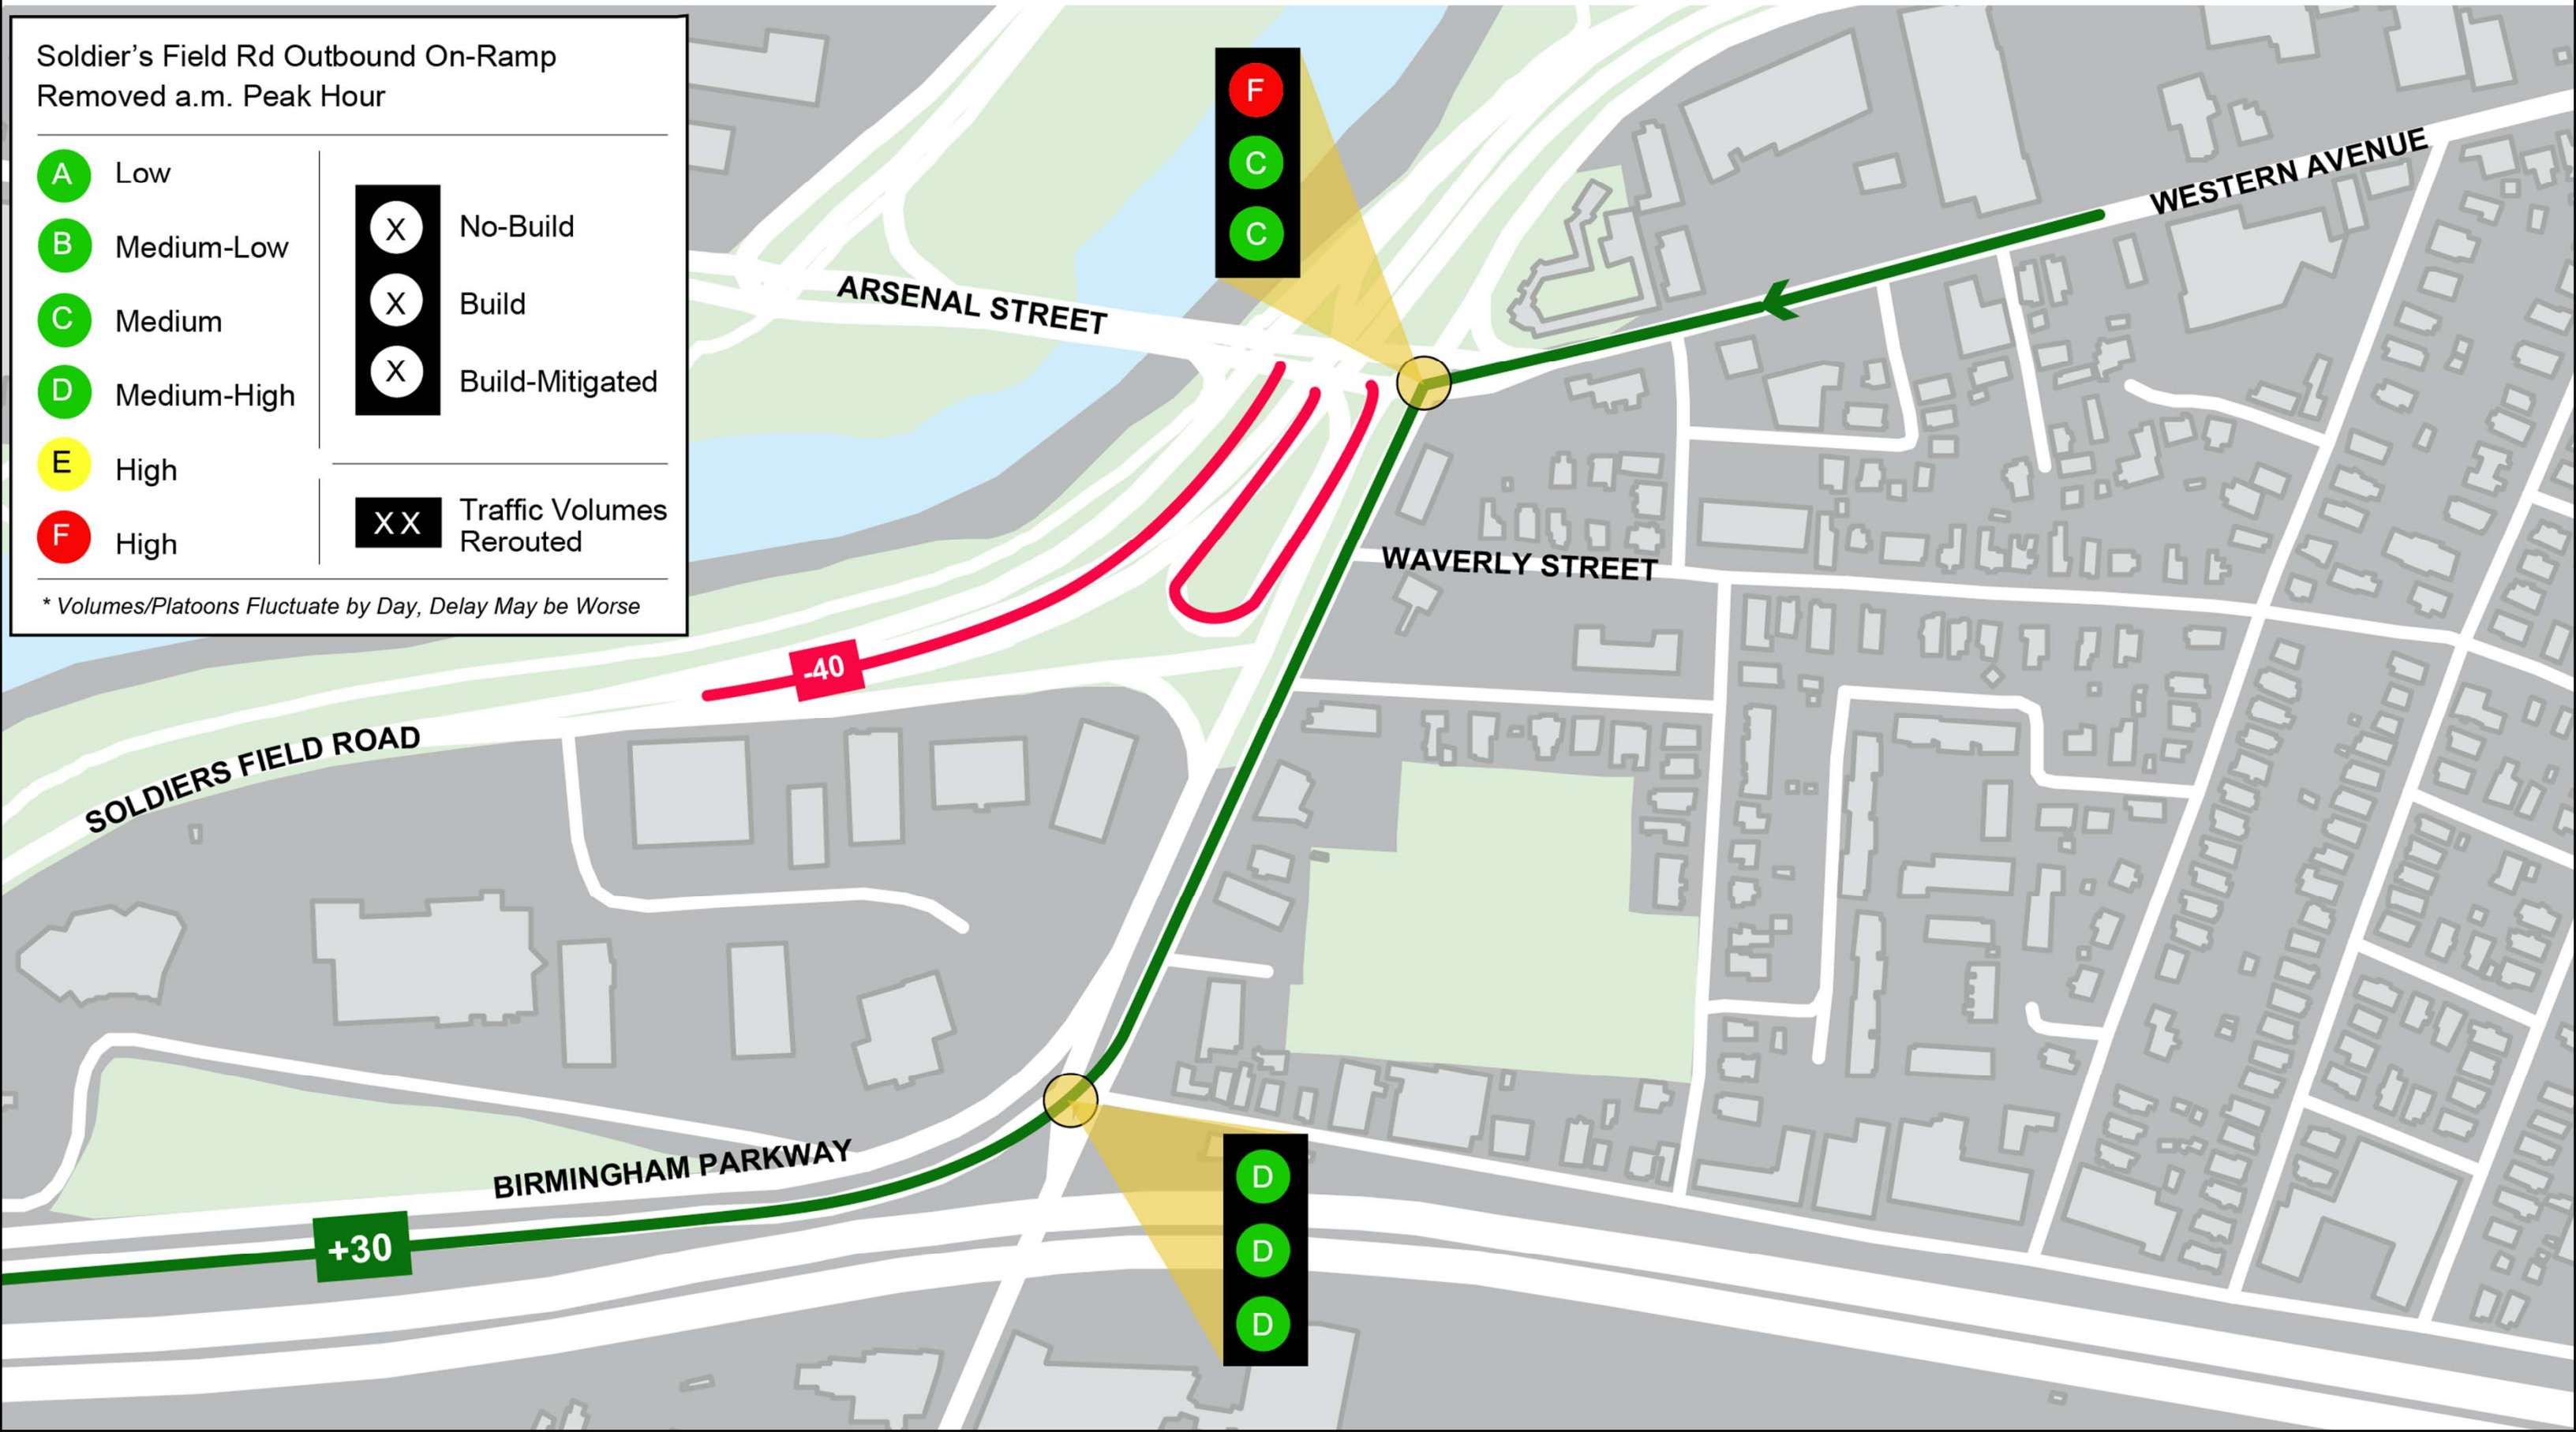 Soldier's Field Rd Outbound On-Ramp
Removed a.m. Peak Hour
A Low
B Medium-Low
C Medium
D Medium-High
E High
F High
X No-Build
X Build
X Build-Mitigated
XX Traffic Volumes
Rerouted
* Volumes/Platoons Fluctuate by Day, Delay May be Worse
F
C
C
WESTERN AVENUE
ARSENAL STREET
WAVERLY STREET
-40
SOLDIERS FIELD ROAD
BIRMINGHAM PARKWAY
+30
D
D
D